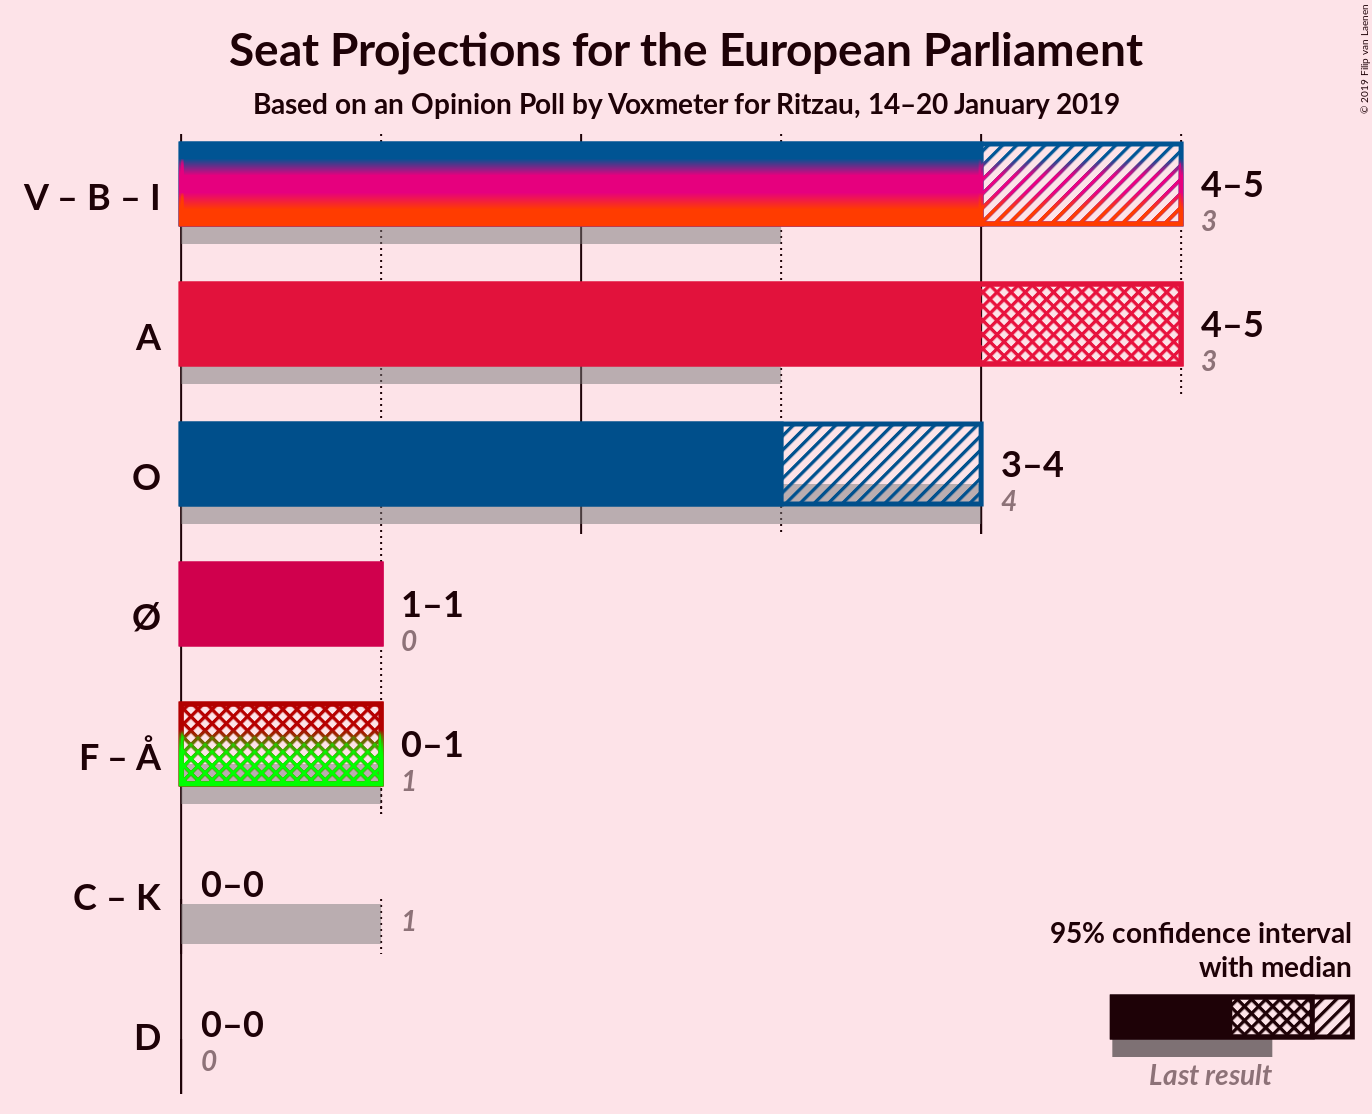 Seat Projections for the European Parliament
Based on an Opinion Poll by Voxmeter for Ritzau, 14–20 January 2019
© 2019 Filip van Laenen
V – B – I
4–5
3
A
4–5
3
O
3–4
4
Ø
1–1
0
F – Å
0–1
1
C – K
0–0
1
D
0–0
0
95% confidence interval
with median
Last result